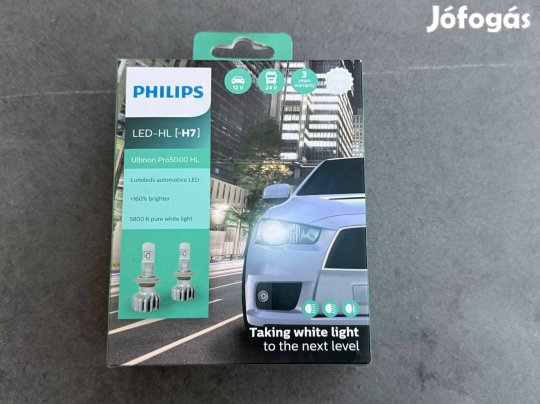 Jófogás
PHILIPS
LED-HL [~H7]
Ultinon Pro5000 HL
Lumileds automotive LED
+160% brighter
5800 K pure white light
12 V
24 V
3
years
warranty
Taking white light
to the next level